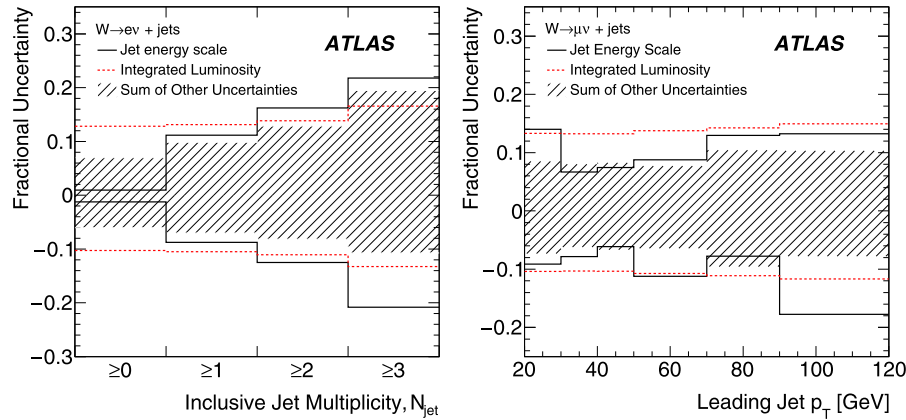 W→eν + jets
ATLAS
Jet energy scale
Integrated Luminosity
Sum of Other Uncertainties
Fractional Uncertainty
0.3
0.2
0.1
0
−0.1
−0.2
−0.3
≥0 ≥1 ≥2 ≥3
Inclusive Jet Multiplicity, N_jet
W→μν + jets
ATLAS
Jet Energy Scale
Integrated Luminosity
Sum of Other Uncertainties
Fractional Uncertainty
0.3
0.2
0.1
0
−0.1
−0.2
20 40 60 80 100 120
Leading Jet p_T [GeV]